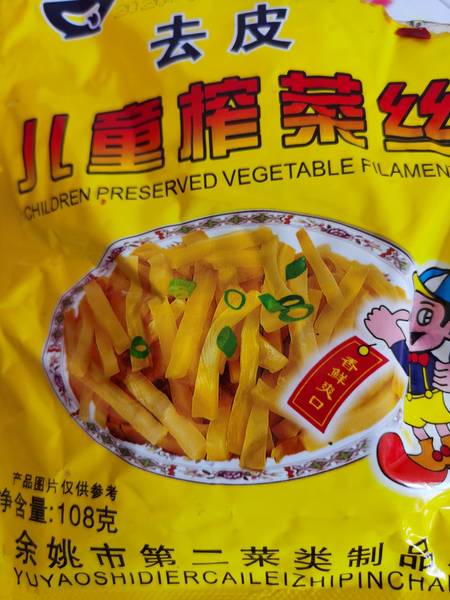 去皮
儿童榨菜丝
CHILDREN PRESERVED VEGETABLE FILAMEN
香鲜爽口
产品图片仅供参考
净含量:108克
余姚市第二菜类制品
YUYAOSHIDIERCAILEIZHIPINCHA